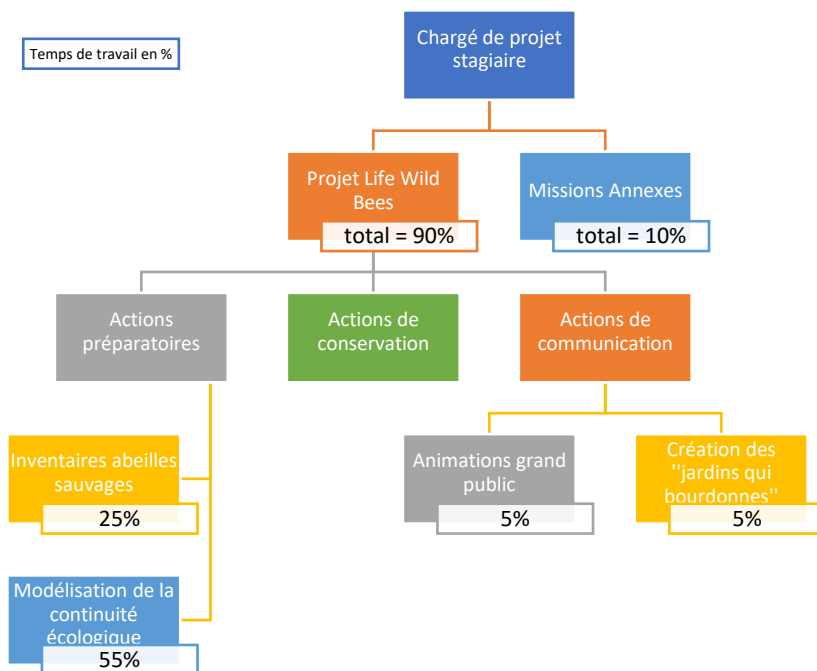 Temps de travail en %
Chargé de projet
stagiaire
Projet Life Wild
Bees
total = 90%
Missions Annexes
total = 10%
Actions
préparatoires
Actions de
conservation
Actions de
communication
Inventaires abeilles
sauvages
25%
Animations grand
public
5%
Création des
"jardins qui
bourdonnes"
5%
Modélisation de la
continuité
écologique
55%